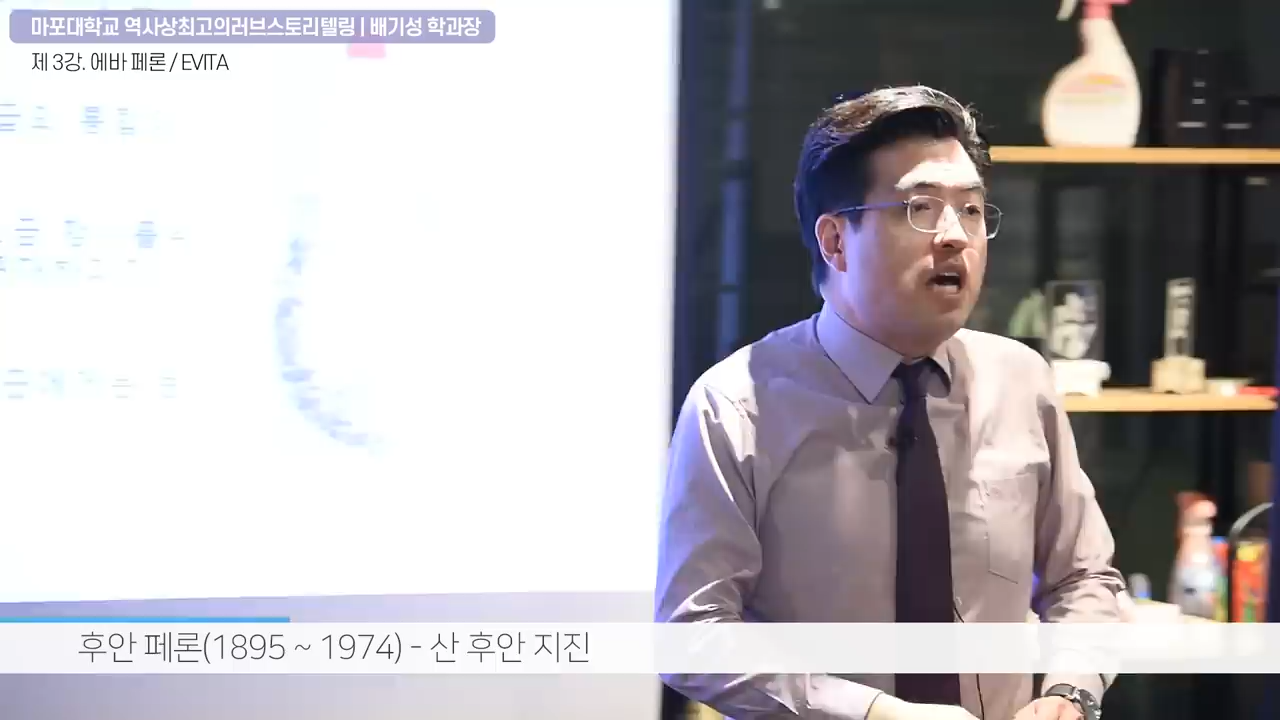 마포대학교 역사상최고의러브스토리텔링 | 배기성 학과장
제 3강. 에바 페론 / EVITA
후안 페론(1895 ~ 1974) - 산 후안 지진